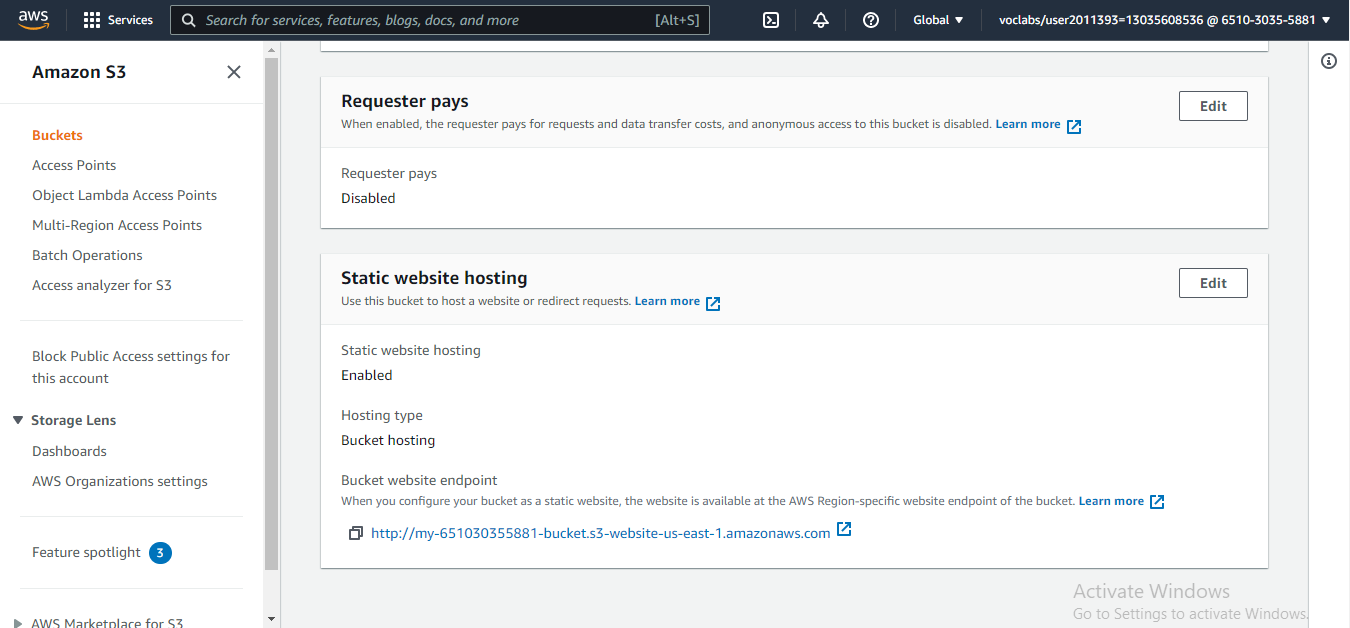 aws
Services
Search for services, features, blogs, docs, and more
[Alt+S]
Global
voclabs/user2011393=13035608536 @ 6510-3035-5881
Amazon S3
Buckets
Access Points
Object Lambda Access Points
Multi-Region Access Points
Batch Operations
Access analyzer for S3
Block Public Access settings for
this account
Storage Lens
Dashboards
AWS Organizations settings
Feature spotlight 3
AWS Marketplace for S3
Requester pays
Edit
When enabled, the requester pays for requests and data transfer costs, and anonymous access to this bucket is disabled. Learn more
Requester pays
Disabled
Static website hosting
Edit
Use this bucket to host a website or redirect requests. Learn more
Static website hosting
Enabled
Hosting type
Bucket hosting
Bucket website endpoint
When you configure your bucket as a static website, the website is available at the AWS Region-specific website endpoint of the bucket. Learn more
http://my-651030355881-bucket.s3-website-us-east-1.amazonaws.com
Activate Windows
Go to Settings to activate Windows.